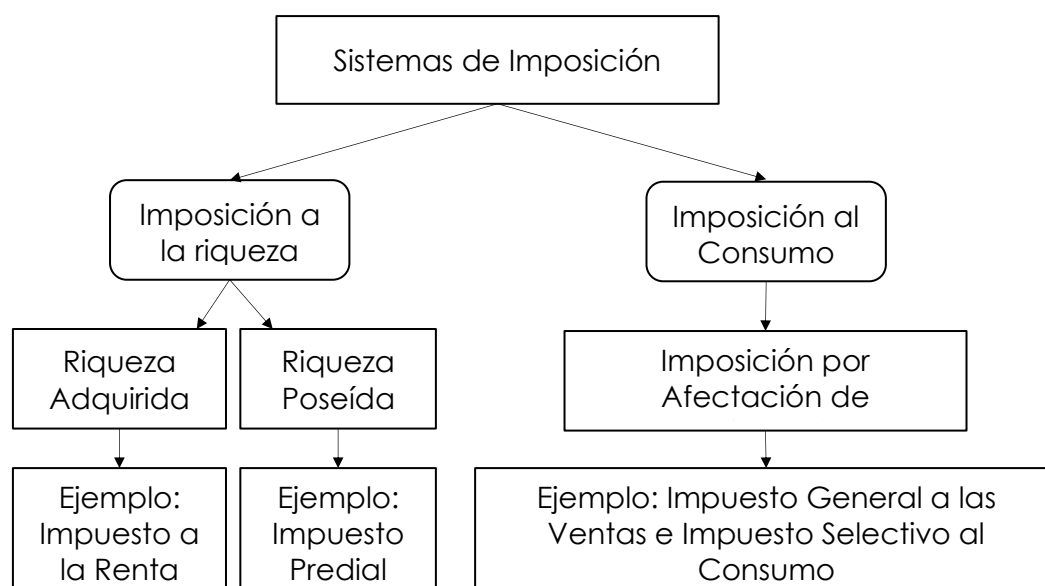 Sistemas de Imposición
Imposición a
la riqueza
Imposición al
Consumo
Riqueza
Adquirida
Riqueza
Poseída
Imposición por
Afectación de
Ejemplo:
Impuesto a
la Renta
Ejemplo:
Impuesto
Predial
Ejemplo: Impuesto General a las
Ventas e Impuesto Selectivo al
Consumo